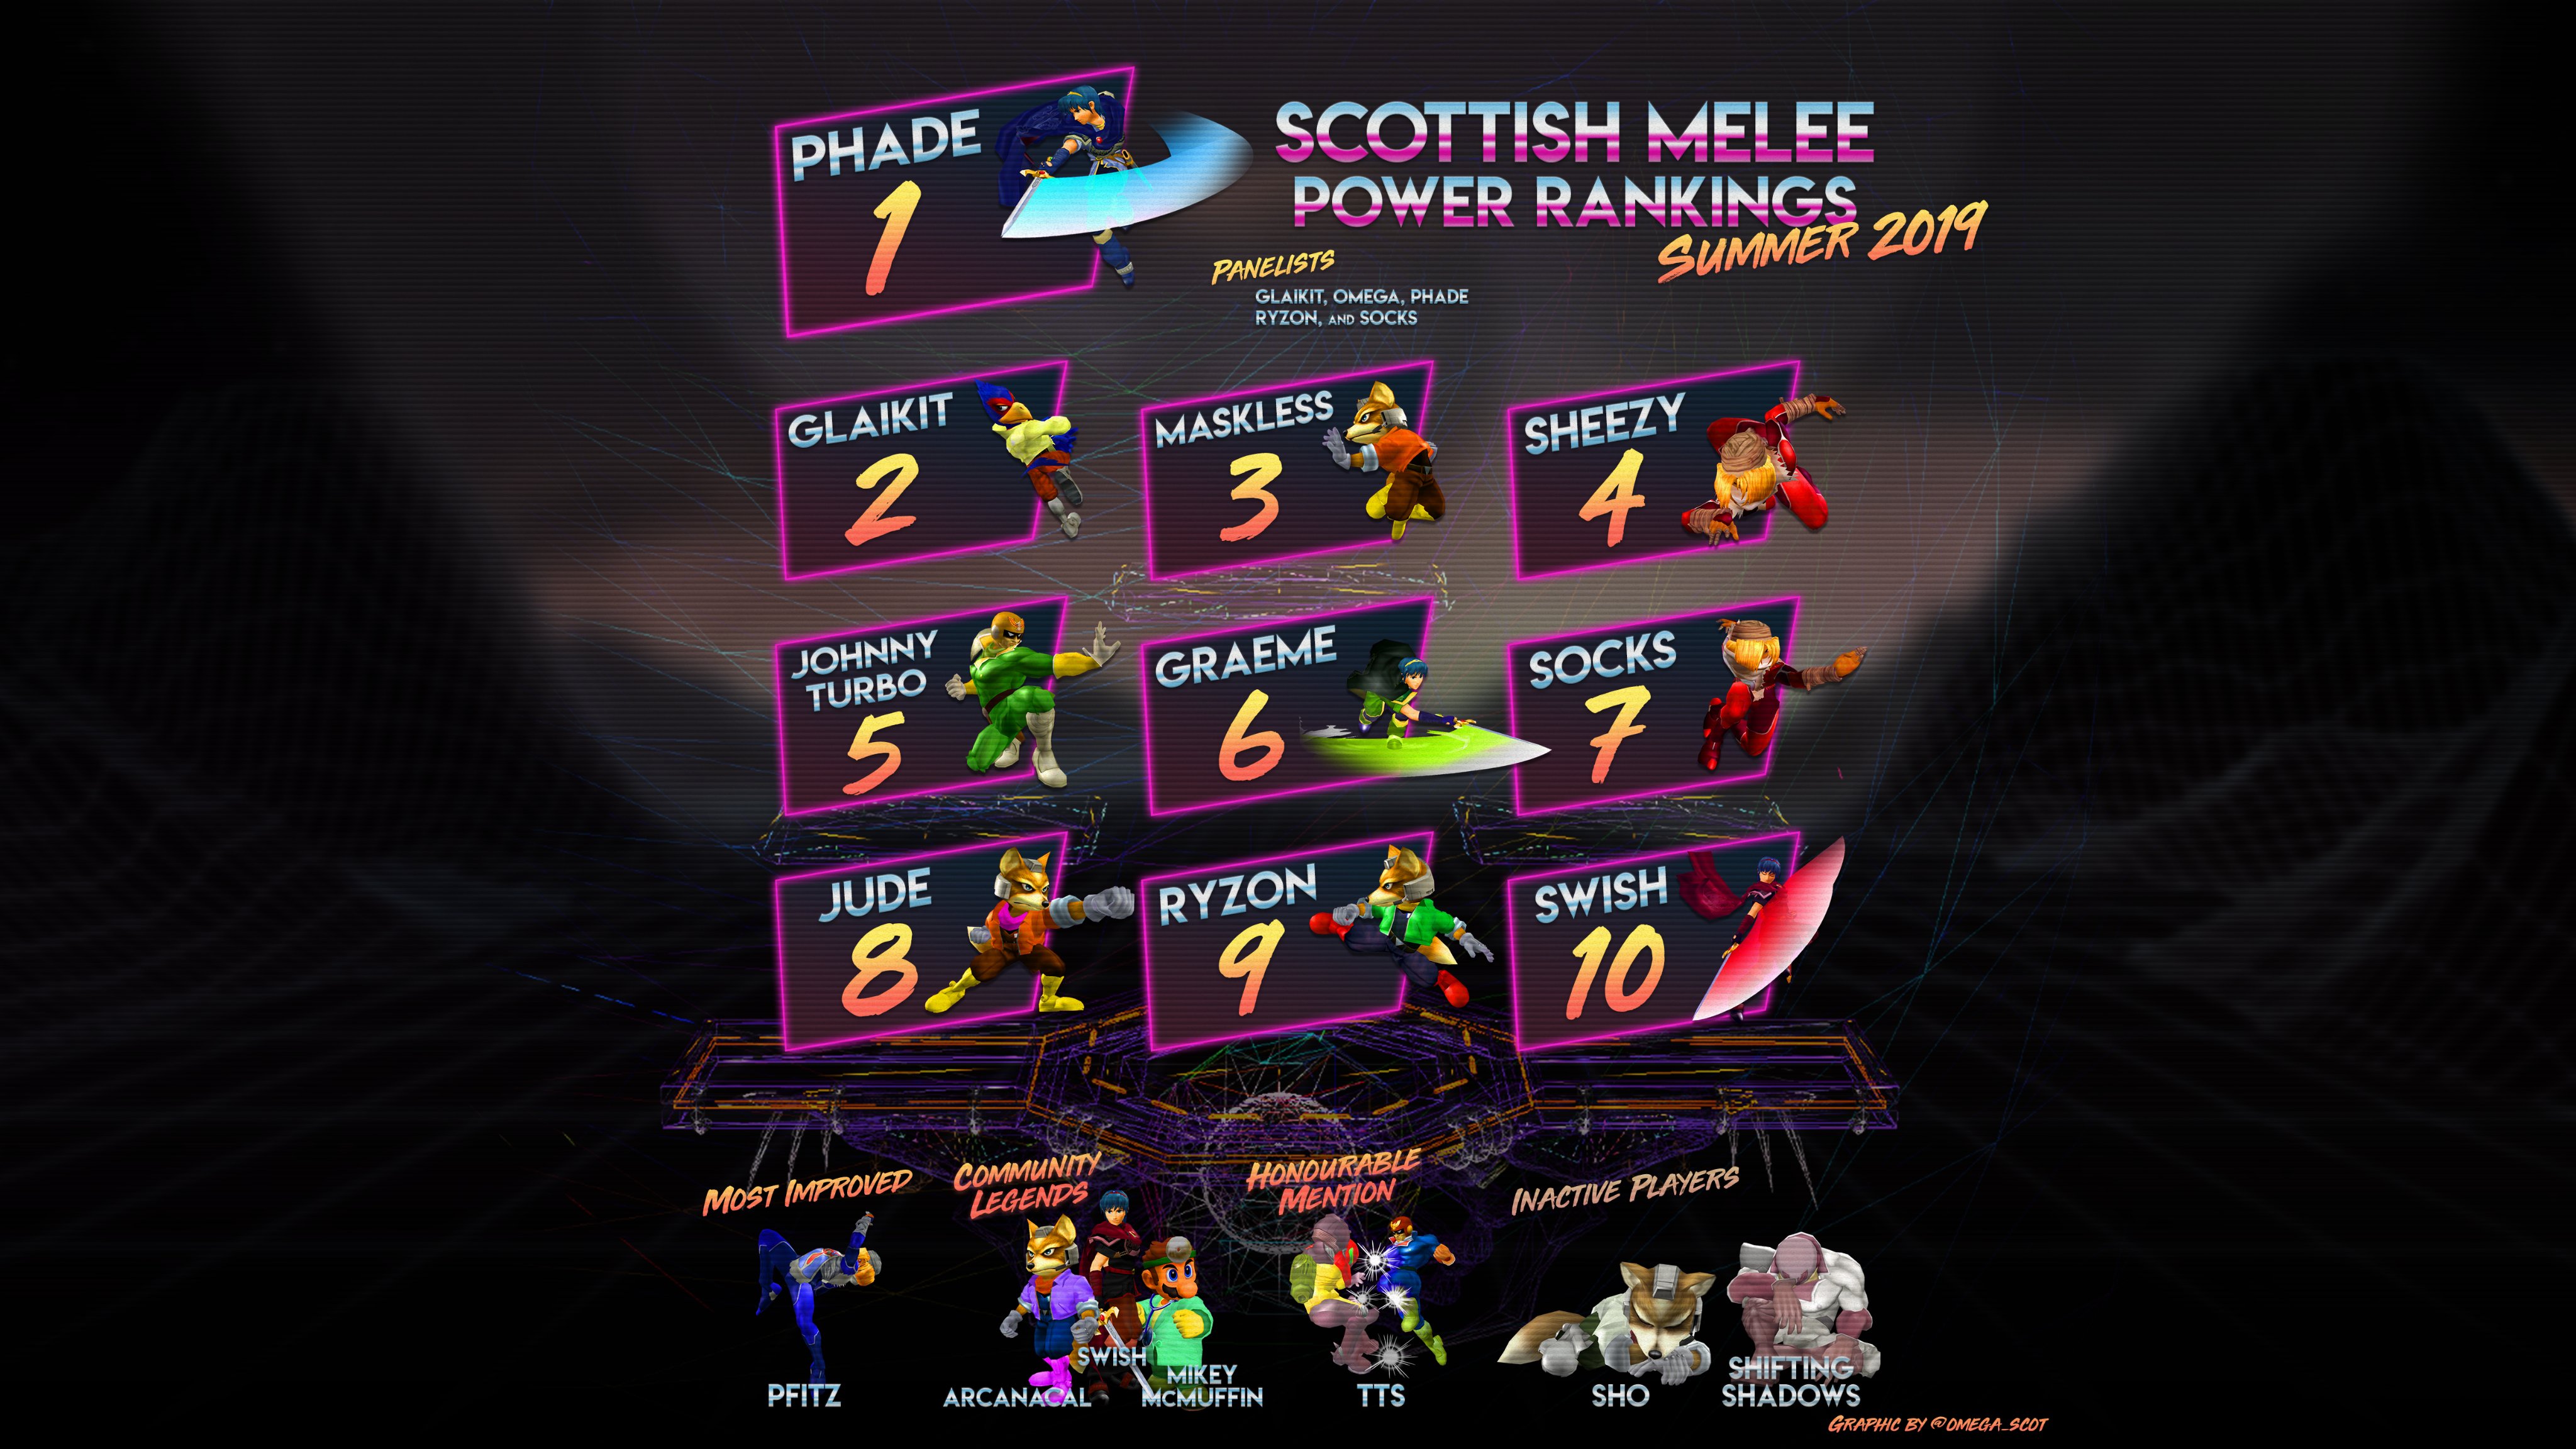 SCOTTISH MELEE
POWER RANKINGS
SUMMER 2019
PANELISTS
GLAIKIT, OMEGA, PHADE
RYZON, AND SOCKS
PHADE
1
GLAIKIT
2
MASKLESS
3
SHEEZY
4
JOHNNY
TURBO
5
GRAEME
6
SOCKS
7
JUDE
8
RYZON
9
SWISH
10
MOST IMPROVED
PFITZ
COMMUNITY
LEGENDS
ARCANACAL
SWISH
MIKEY
MCMUFFIN
HONOURABLE
MENTION
TTS
INACTIVE PLAYERS
SHO
SHIFTING
SHADOWS
GRAPHIC BY @OMEGA_SCOT